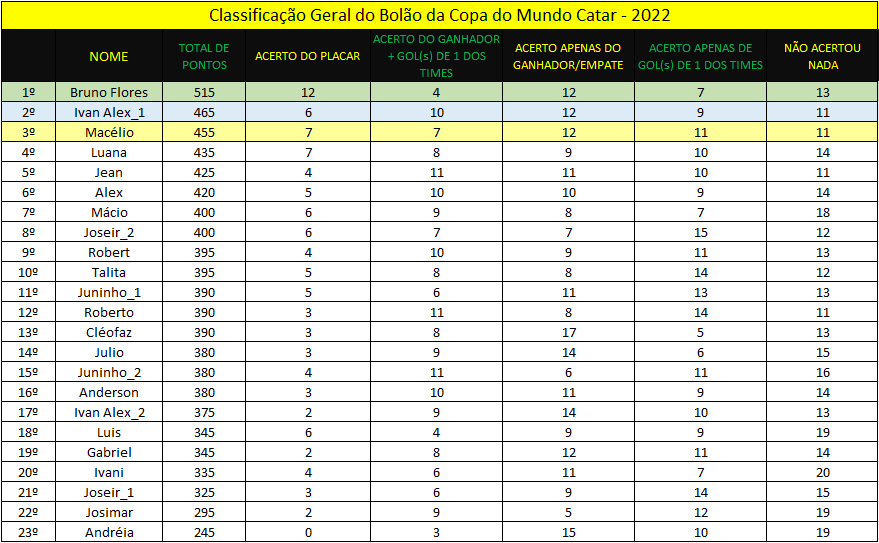 Classificação Geral do Bolão da Copa do Mundo Catar - 2022
NOME TOTAL DE PONTOS ACERTO DO PLACAR ACERTO DO GANHADOR + GOL(s) DE 1 DOS TIMES ACERTO APENAS DO GANHADOR/EMPATE ACERTO APENAS DE GOL(s) DE 1 DOS TIMES NÃO ACERTOU NADA
1º Bruno Flores 515 12 4 12 7 13
2º Ivan Alex_1 465 6 10 12 9 11
3º Macélio 455 7 7 12 11 11
4º Luana 435 7 8 9 10 14
5º Jean 425 4 11 11 10 11
6º Alex 420 5 10 10 9 14
7º Mácio 400 6 9 8 7 18
8º Joseir_2 400 6 7 7 15 12
9º Robert 395 4 10 9 11 13
10º Talita 395 5 8 8 14 12
11º Juninho_1 390 5 6 11 13 13
12º Roberto 390 3 11 8 14 11
13º Cléofaz 390 3 8 17 5 13
14º Julio 380 3 9 14 6 15
15º Juninho_2 380 4 11 6 11 16
16º Anderson 380 3 10 11 9 14
17º Ivan Alex_2 375 2 9 14 10 13
18º Luis 345 6 4 9 9 19
19º Gabriel 345 2 8 12 11 14
20º Ivani 335 4 6 11 7 20
21º Joseir_1 325 3 6 9 14 15
22º Josimar 295 2 9 5 12 19
23º Andréia 245 0 3 15 10 19